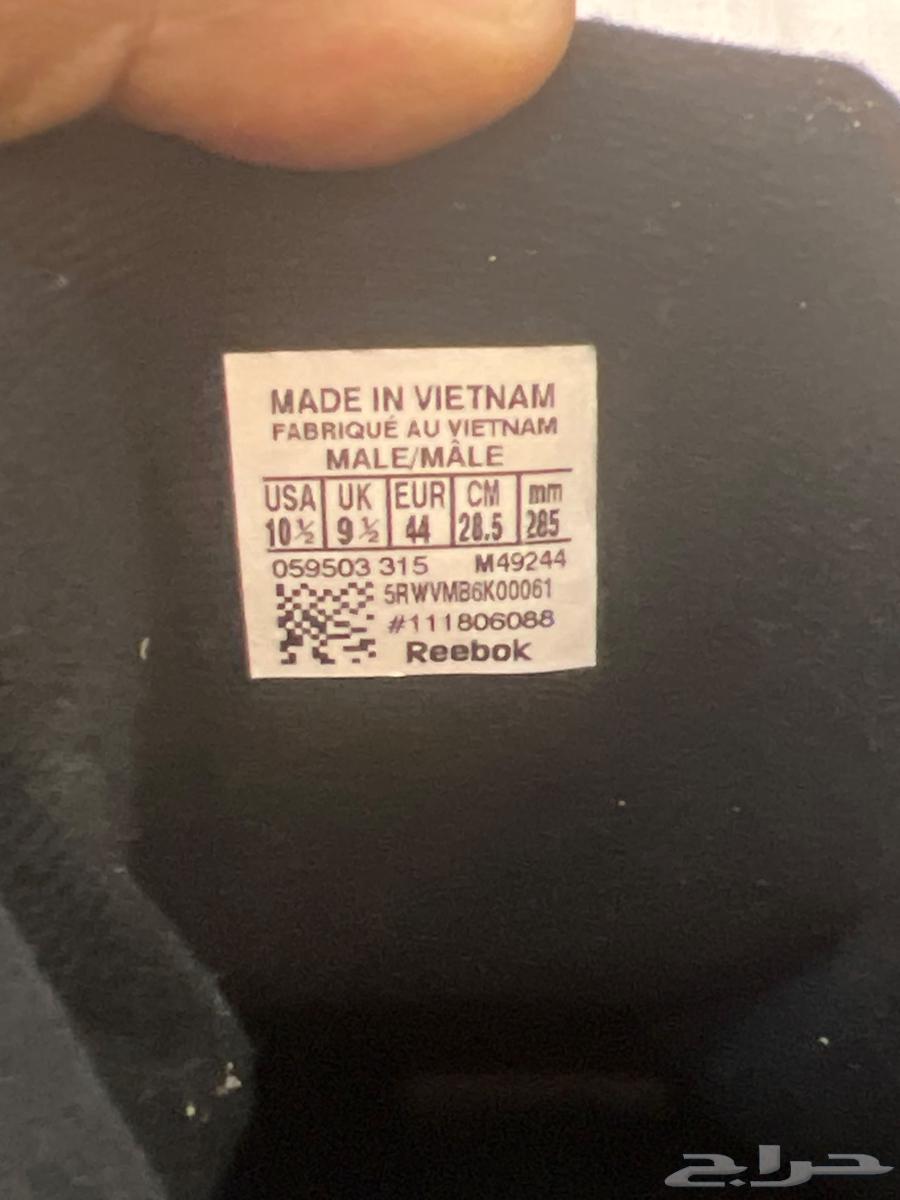 MADE IN VIETNAM
FABRIQUÉ AU VIETNAM
MALE/MÂLE
USA UK EUR CM mm
10½ 9½ 44 28.5 285
059503 315 M49244
5RWVMB6K00061
#111806088
Reebok
حراج